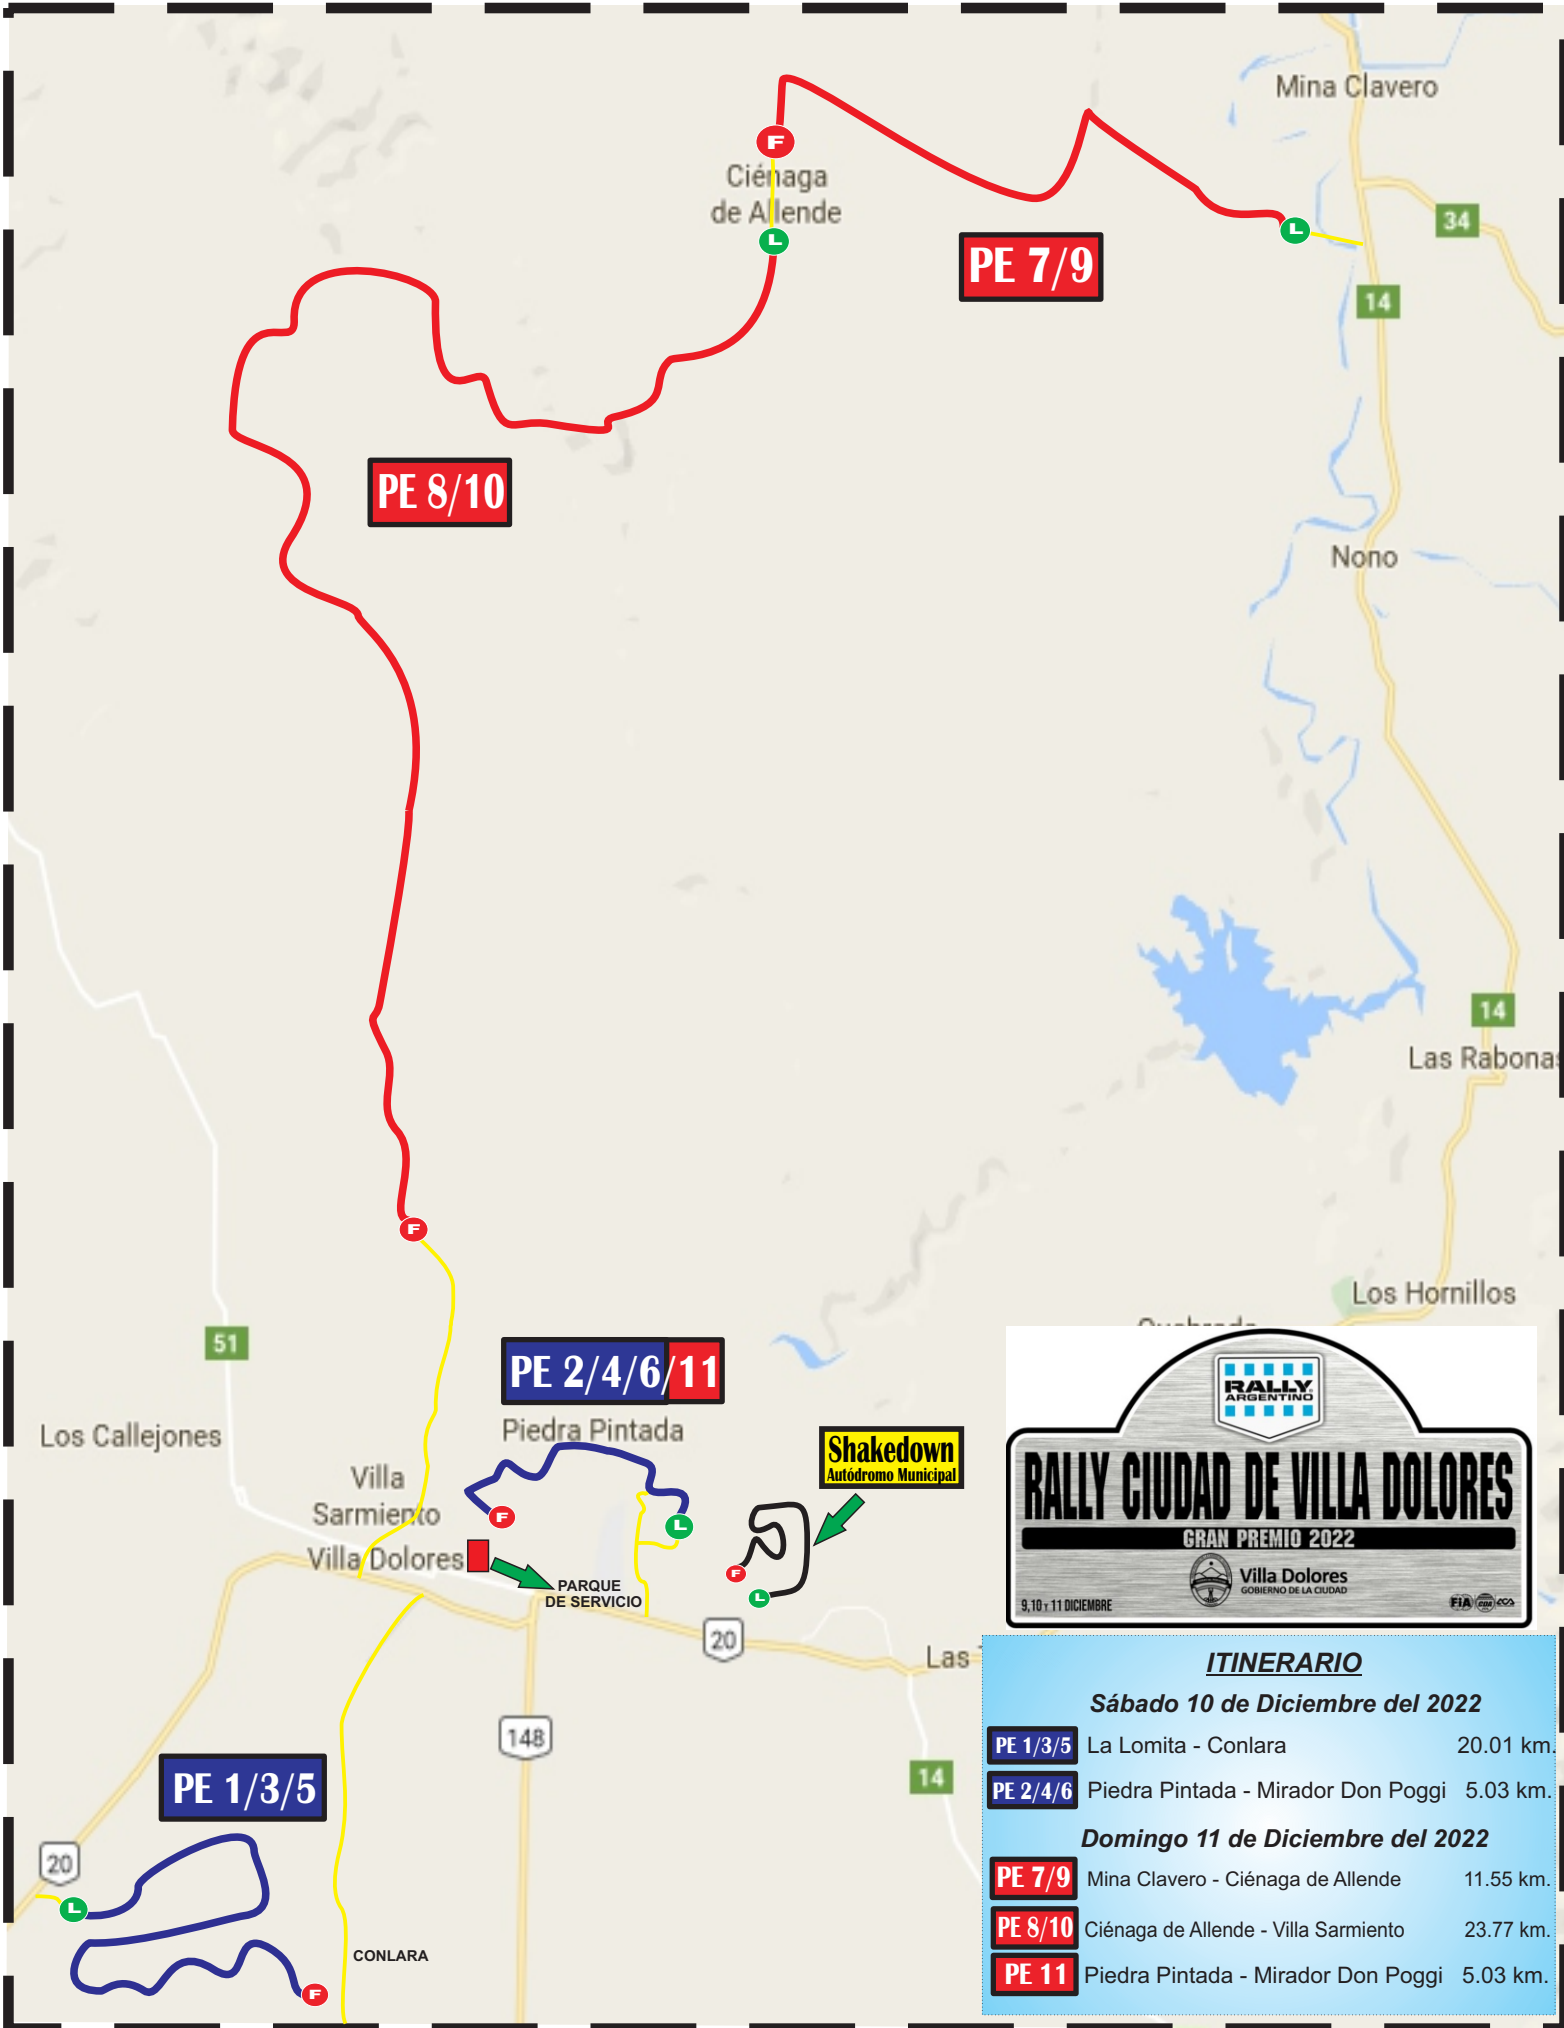 Mina Clavero
F
Ciénaga
de Allende
L
PE 7/9
L
34
14
PE 8/10
Nono
14
Las Rabonas
F
Los Hornillos
51
PE 2/4/6/11
Piedra Pintada
Los Callejones
Villa
Sarmiento
Villa Dolores
F
L
PARQUE
DE SERVICIO
Shakedown
Autódromo Municipal
F
L
20
Las
148
14
PE 1/3/5
20
L
F
CONLARA
RALLY
ARGENTINO
RALLY CIUDAD DE VILLA DOLORES
GRAN PREMIO 2022
Villa Dolores
GOBIERNO DE LA CIUDAD
9, 10 Y 11 DICIEMBRE
FIA
ITINERARIO
Sábado 10 de Diciembre del 2022
PE 1/3/5 La Lomita - Conlara 20.01 km.
PE 2/4/6 Piedra Pintada - Mirador Don Poggi 5.03 km.
Domingo 11 de Diciembre del 2022
PE 7/9 Mina Clavero - Ciénaga de Allende 11.55 km.
PE 8/10 Ciénaga de Allende - Villa Sarmiento 23.77 km.
PE 11 Piedra Pintada - Mirador Don Poggi 5.03 km.